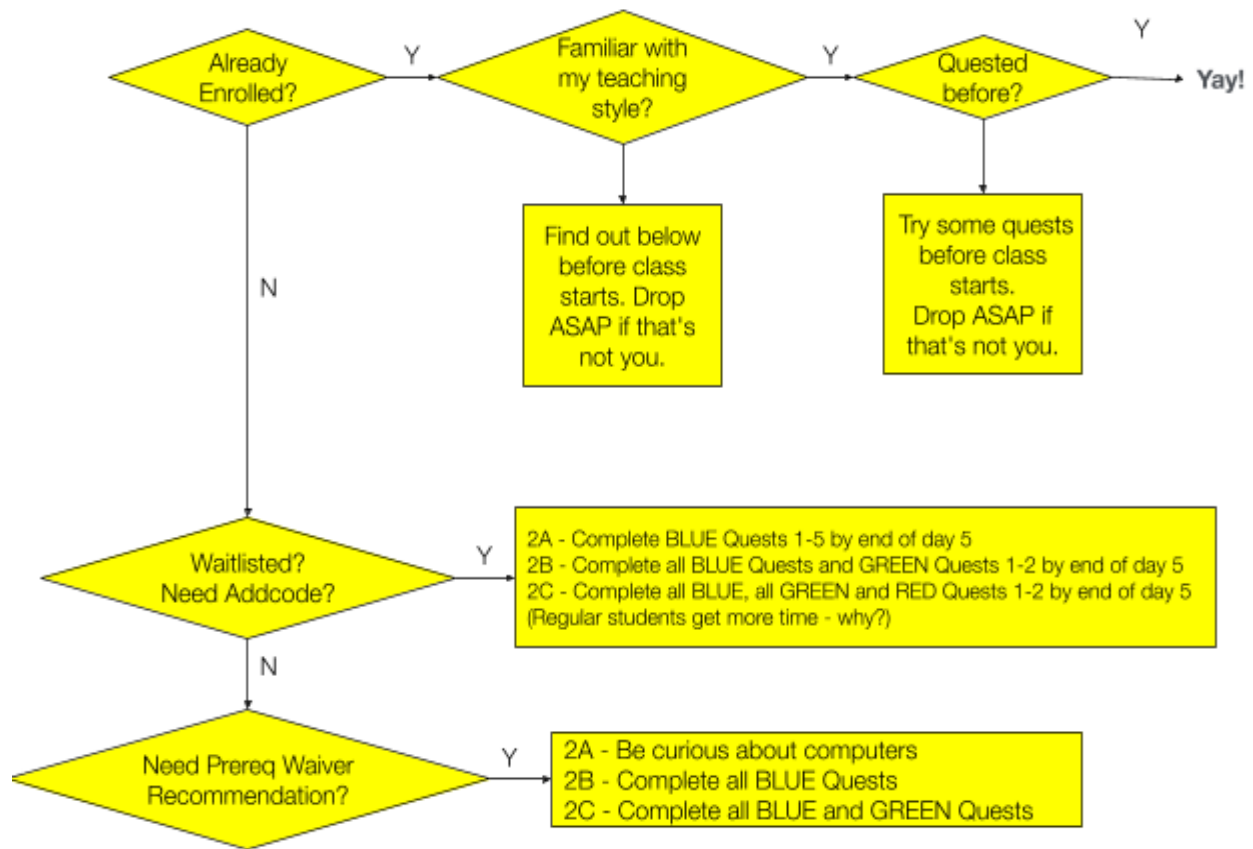 Already
Enrolled?
Y
Familiar with
my teaching
style?
Y
Quested
before?
Y
Yay!
Find out below
before class
starts. Drop
ASAP if that's
not you.
Try some quests
before class
starts.
Drop ASAP if
that's not you.
N
Waitlisted?
Need Addcode?
Y
2A - Complete BLUE Quests 1-5 by end of day 5
2B - Complete all BLUE Quests and GREEN Quests 1-2 by end of day 5
2C - Complete all BLUE, all GREEN and RED Quests 1-2 by end of day 5
(Regular students get more time - why?)
N
Need Prereq Waiver
Recommendation?
Y
2A - Be curious about computers
2B - Complete all BLUE Quests
2C - Complete all BLUE and GREEN Quests